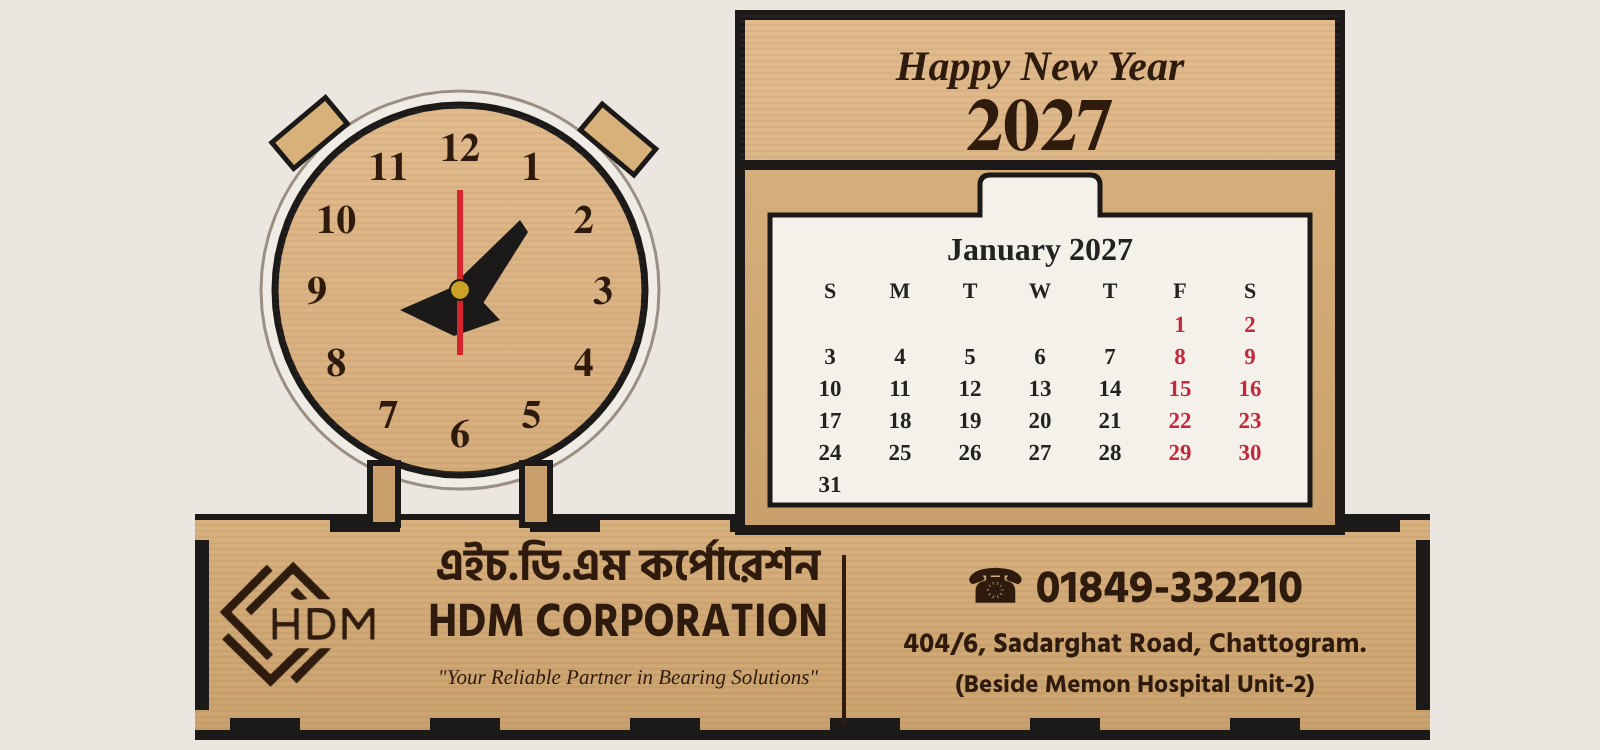 12
11
1
10
2
9
3
8
4
7
5
6
Happy New Year
2027
January 2027
S M T W T F S
1 2
3 4 5 6 7 8 9
10 11 12 13 14 15 16
17 18 19 20 21 22 23
24 25 26 27 28 29 30
31
HDM
এইচ.ডি.এম কর্পোরেশন
HDM CORPORATION
"Your Reliable Partner in Bearing Solutions"
☎ 01849-332210
404/6, Sadarghat Road, Chattogram.
(Beside Memon Hospital Unit-2)